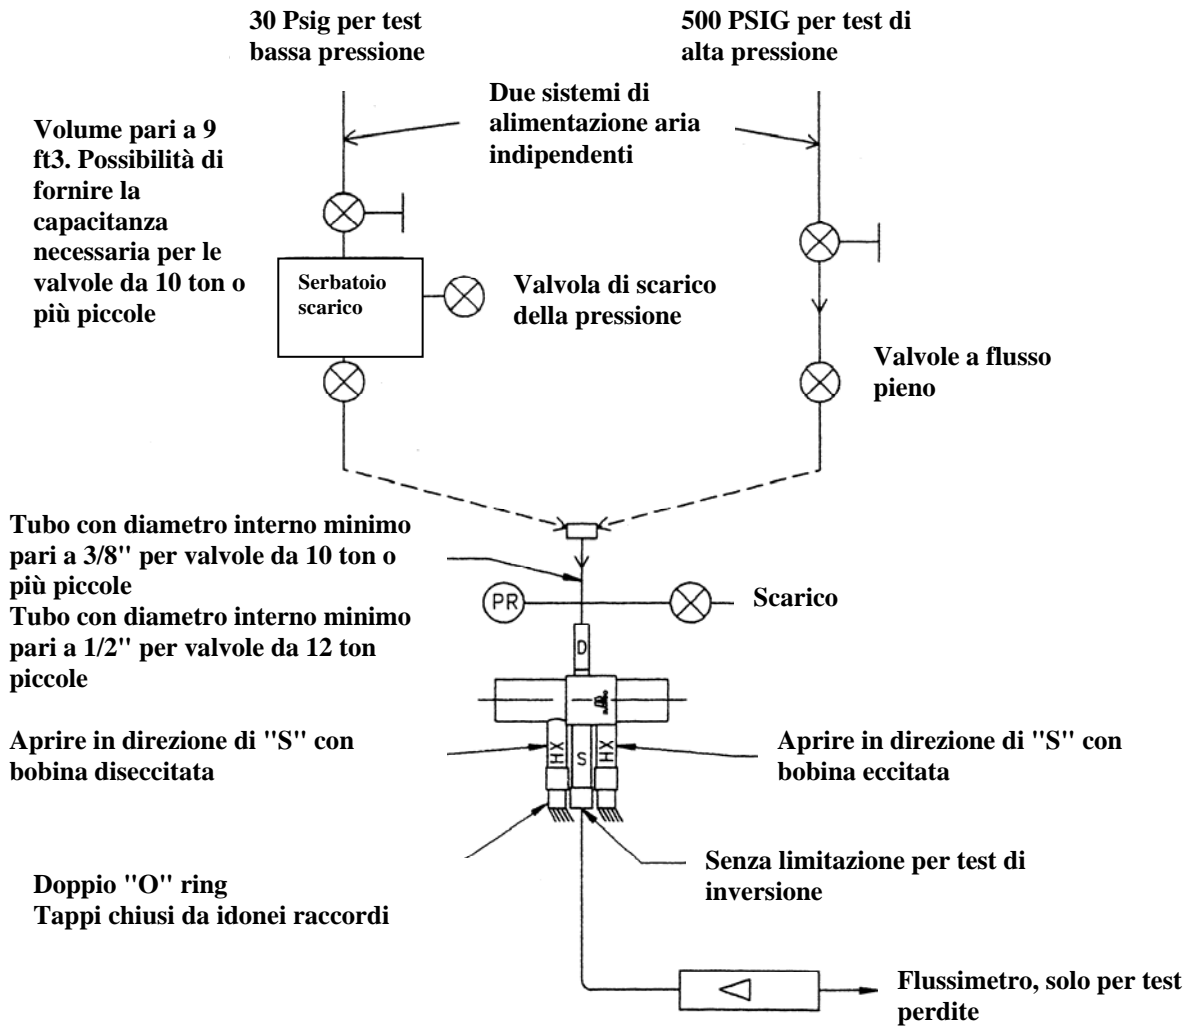 30 Psig per test
bassa pressione
500 PSIG per test di
alta pressione
Due sistemi di
alimentazione aria
indipendenti
Volume pari a 9
ft3. Possibilità di
fornire la
capacitanza
necessaria per le
valvole da 10 ton o
più piccole
Serbatoio
scarico
Valvola di scarico
della pressione
Valvole a flusso
pieno
Tubo con diametro interno minimo
pari a 3/8" per valvole da 10 ton o
più piccole
Tubo con diametro interno minimo
pari a 1/2" per valvole da 12 ton
piccole
PR
Scarico
D
Aprire in direzione di "S" con
bobina diseccitata
HX
S
HX
Aprire in direzione di "S" con
bobina eccitata
Doppio "O" ring
Tappi chiusi da idonei raccordi
Senza limitazione per test di
inversione
Flussimetro, solo per test
perdite